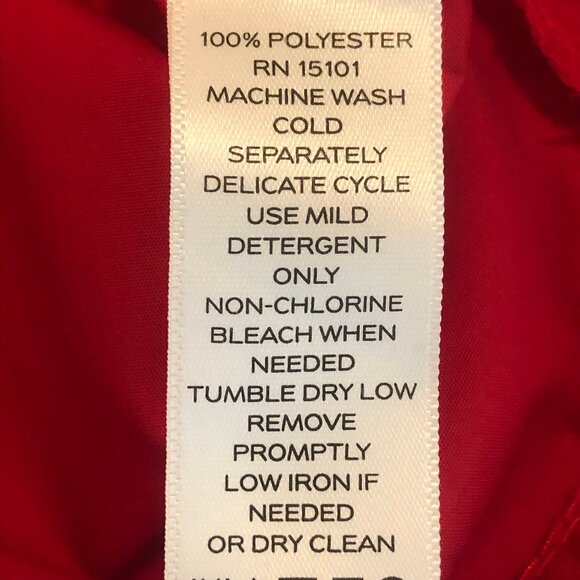 100% POLYESTER
RN 15101
MACHINE WASH
COLD
SEPARATELY
DELICATE CYCLE
USE MILD
DETERGENT
ONLY
NON-CHLORINE
BLEACH WHEN
NEEDED
TUMBLE DRY LOW
REMOVE
PROMPTLY
LOW IRON IF
NEEDED
OR DRY CLEAN